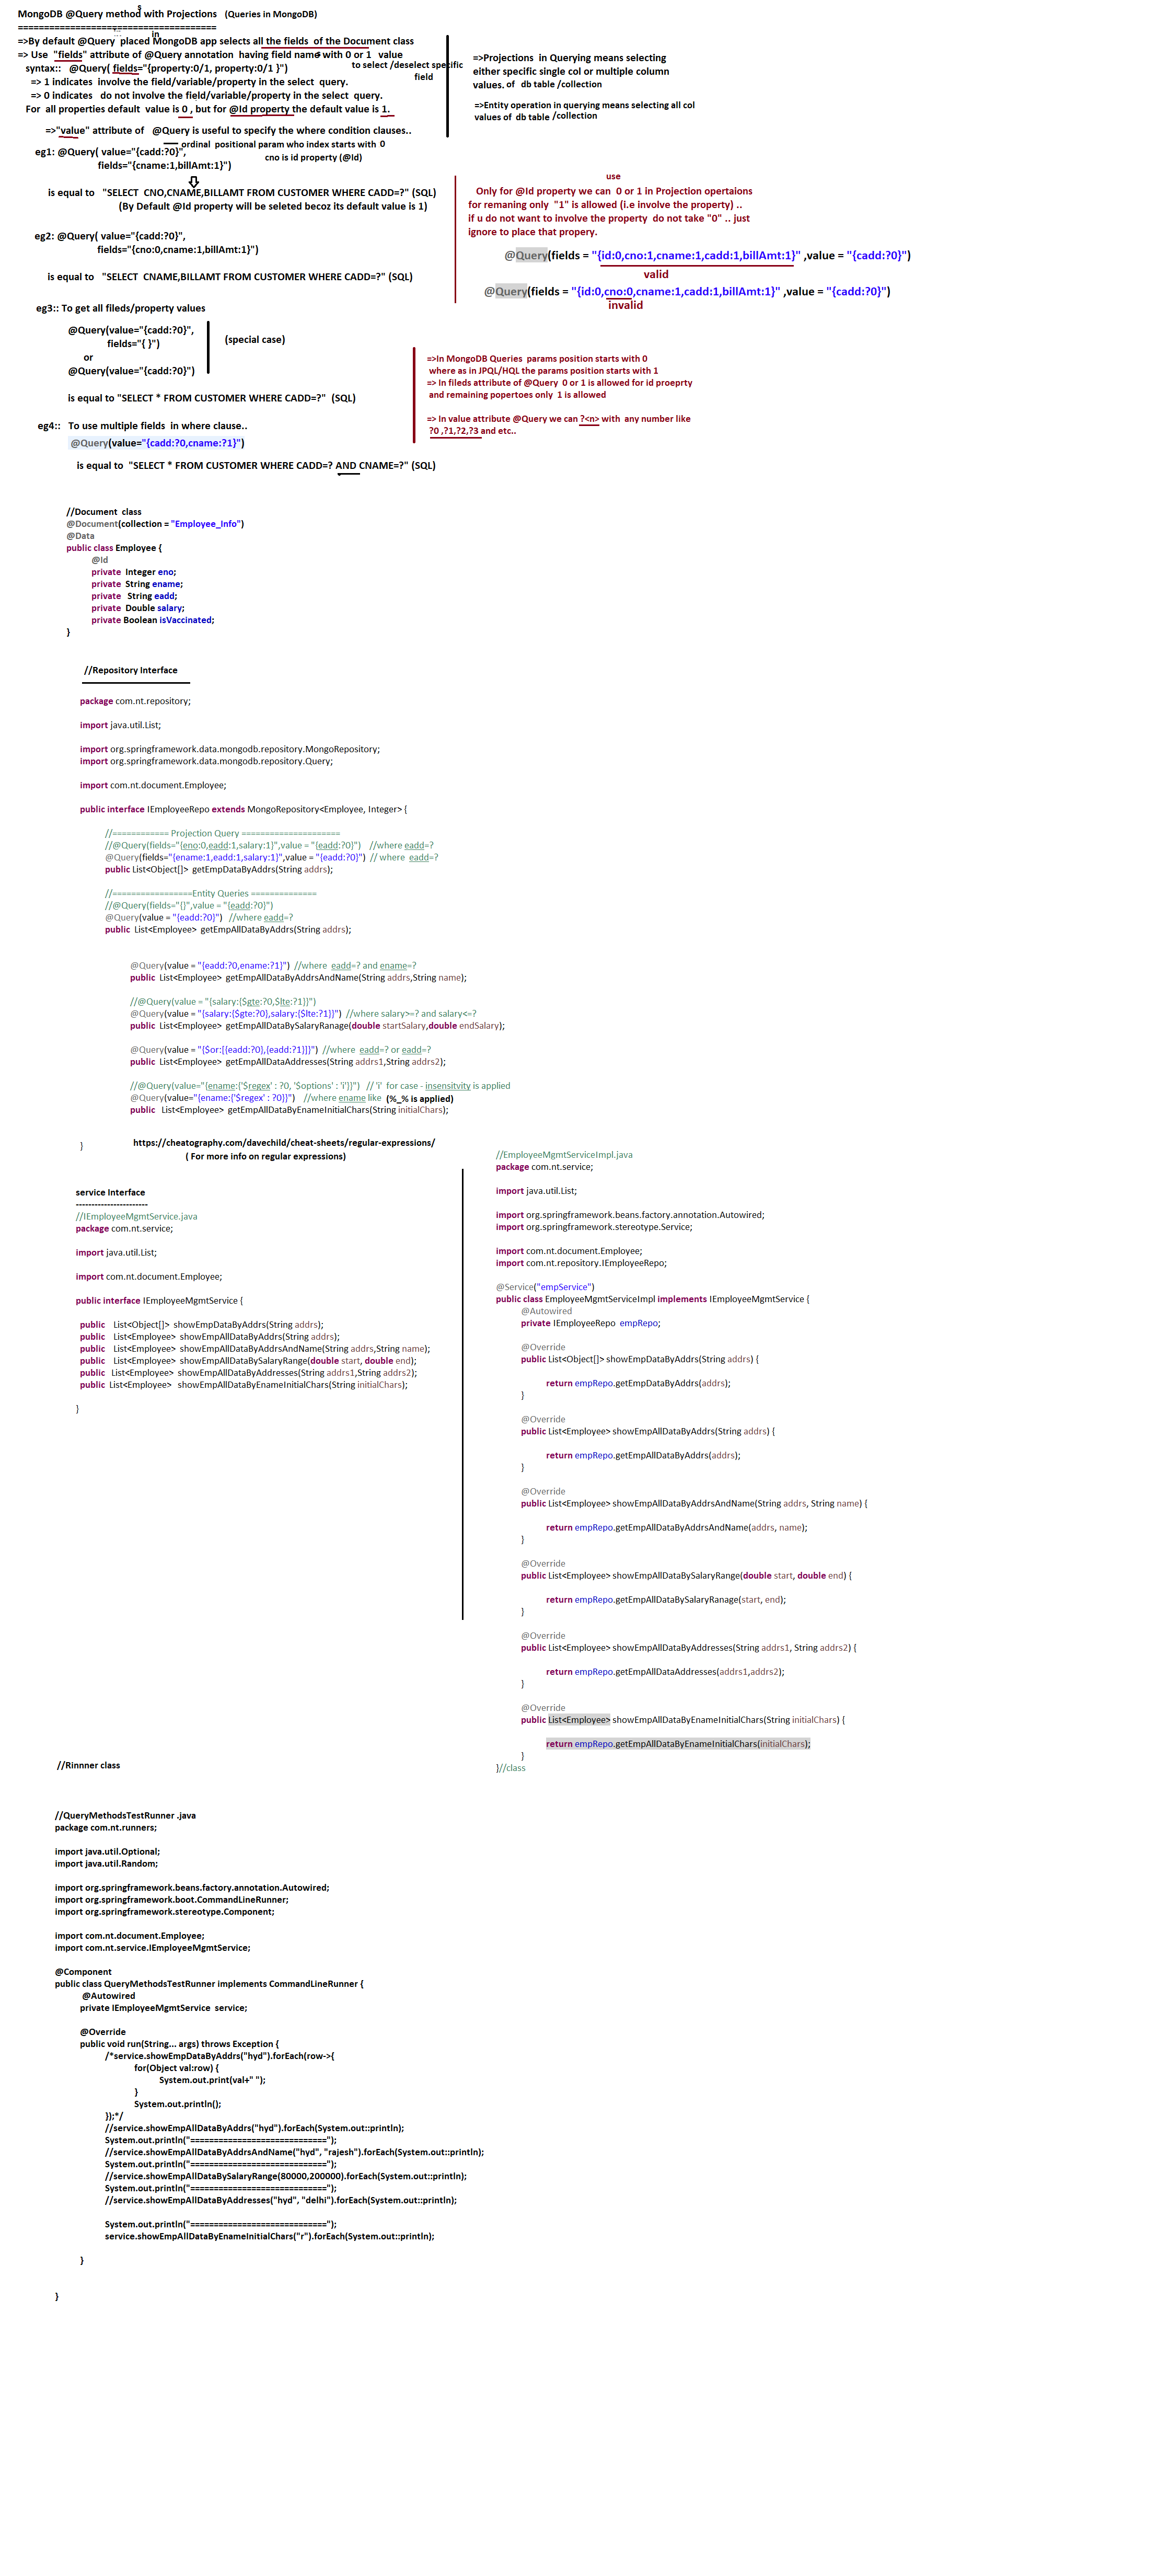 MongoDB @Query methods with Projections (Queries in MongoDB)
======================================
=>By default @Query placed in MongoDB app selects all the fields of the Document class
=> Use "fields" attribute of @Query annotation having field names with 0 or 1 value
to select /deselect specific field
syntax:: @Query( fields="{property:0/1, property:0/1 }")
=> 1 indicates involve the field/variable/property in the select query.
=> 0 indicates do not involve the field/variable/property in the select query.
For all properties default value is 0 , but for @Id property the default value is 1.
=>"value" attribute of @Query is useful to specify the where condition clauses..
=>Projections in Querying means selecting
either specific single col or multiple column
values. of db table /collection
=>Entity operation in querying means selecting all col
values of db table /collection
ordinal positional param who index starts with 0
eg1: @Query( value="{cadd:?0}",
cno is id property (@Id)
fields="{cname:1,billAmt:1}")
is equal to "SELECT CNO,CNAME,BILLAMT FROM CUSTOMER WHERE CADD=?" (SQL)
(By Default @Id property will be seleted becoz its default value is 1)
eg2: @Query( value="{cadd:?0}",
fields="{cno:0,cname:1,billAmt:1}")
is equal to "SELECT CNAME,BILLAMT FROM CUSTOMER WHERE CADD=?" (SQL)
use
Only for @Id property we can 0 or 1 in Projection opertaions
for remaning only "1" is allowed (i.e involve the property) ..
if u do not want to involve the property do not take "0" .. just
ignore to place that propery.
@Query(fields = "{id:0,cno:1,cname:1,cadd:1,billAmt:1}" ,value = "{cadd:?0}")
valid
@Query(fields = "{id:0,cno:0,cname:1,cadd:1,billAmt:1}" ,value = "{cadd:?0}")
invalid
eg3:: To get all fileds/property values
@Query(value="{cadd:?0}",
fields="{ }")
or
@Query(value="{cadd:?0}")
(special case)
is equal to "SELECT * FROM CUSTOMER WHERE CADD=?" (SQL)
eg4:: To use multiple fields in where clause..
@Query(value="{cadd:?0,cname:?1}")
is equal to "SELECT * FROM CUSTOMER WHERE CADD=? AND CNAME=?" (SQL)
=>In MongoDB Queries params position starts with 0
where as in JPQL/HQL the params position starts with 1
=> In fileds attribute of @Query 0 or 1 is allowed for id proeprty
and remaining popertoes only 1 is allowed
=> In value attribute @Query we can ?<n> with any number like
?0 ,?1,?2,?3 and etc..
//Document class
@Document(collection = "Employee_Info")
@Data
public class Employee {
@Id
private Integer eno;
private String ename;
private String eadd;
private Double salary;
private Boolean isVaccinated;
}
//Repository Interface
package com.nt.repository;
import java.util.List;
import org.springframework.data.mongodb.repository.MongoRepository;
import org.springframework.data.mongodb.repository.Query;
import com.nt.document.Employee;
public interface IEmployeeRepo extends MongoRepository<Employee, Integer> {
//============ Projection Query =====================
//@Query(fields="{eno:0,eadd:1,salary:1}",value = "{eadd:?0}") //where eadd=?
@Query(fields="{ename:1,eadd:1,salary:1}",value = "{eadd:?0}") // where eadd=?
public List<Object[]> getEmpDataByAddrs(String addrs);
//=================Entity Queries ==============
//@Query(fields="{}",value = "{eadd:?0}")
@Query(value = "{eadd:?0}") //where eadd=?
public List<Employee> getEmpAllDataByAddrs(String addrs);
@Query(value = "{eadd:?0,ename:?1}") //where eadd=? and ename=?
public List<Employee> getEmpAllDataByAddrsAndName(String addrs,String name);
//@Query(value = "{salary:{$gte:?0,$lte:?1}}")
@Query(value = "{salary:{$gte:?0},salary:{$lte:?1}}") //where salary>=? and salary<=?
public List<Employee> getEmpAllDataBySalaryRanage(double startSalary,double endSalary);
@Query(value = "{$or:[{eadd:?0},{eadd:?1}]}") //where eadd=? or eadd=?
public List<Employee> getEmpAllDataAddresses(String addrs1,String addrs2);
//@Query(value="{ename:{'$regex' : ?0, '$options' : 'i'}}") // 'i' for case - insensitvity is applied
@Query(value="{ename:{'$regex' : ?0}}") //where ename like (%_% is applied)
public List<Employee> getEmpAllDataByEnameInitialChars(String initialChars);
}
https://cheatography.com/davechild/cheat-sheets/regular-expressions/
( For more info on regular expressions)
service Interface
-----------------------
//IEmployeeMgmtService.java
package com.nt.service;
import java.util.List;
import com.nt.document.Employee;
public interface IEmployeeMgmtService {
public List<Object[]> showEmpDataByAddrs(String addrs);
public List<Employee> showEmpAllDataByAddrs(String addrs);
public List<Employee> showEmpAllDataByAddrsAndName(String addrs,String name);
public List<Employee> showEmpAllDataBySalaryRange(double start, double end);
public List<Employee> showEmpAllDataByAddresses(String addrs1,String addrs2);
public List<Employee> showEmpAllDataByEnameInitialChars(String initialChars);
}
//EmployeeMgmtServiceImpl.java
package com.nt.service;
import java.util.List;
import org.springframework.beans.factory.annotation.Autowired;
import org.springframework.stereotype.Service;
import com.nt.document.Employee;
import com.nt.repository.IEmployeeRepo;
@Service("empService")
public class EmployeeMgmtServiceImpl implements IEmployeeMgmtService {
@Autowired
private IEmployeeRepo empRepo;
@Override
public List<Object[]> showEmpDataByAddrs(String addrs) {
return empRepo.getEmpDataByAddrs(addrs);
}
@Override
public List<Employee> showEmpAllDataByAddrs(String addrs) {
return empRepo.getEmpAllDataByAddrs(addrs);
}
@Override
public List<Employee> showEmpAllDataByAddrsAndName(String addrs, String name) {
return empRepo.getEmpAllDataByAddrsAndName(addrs, name);
}
@Override
public List<Employee> showEmpAllDataBySalaryRange(double start, double end) {
return empRepo.getEmpAllDataBySalaryRanage(start, end);
}
@Override
public List<Employee> showEmpAllDataByAddresses(String addrs1, String addrs2) {
return empRepo.getEmpAllDataAddresses(addrs1,addrs2);
}
@Override
public List<Employee> showEmpAllDataByEnameInitialChars(String initialChars) {
return empRepo.getEmpAllDataByEnameInitialChars(initialChars);
}
}//class
//Rinnner class
//QueryMethodsTestRunner .java
package com.nt.runners;
import java.util.Optional;
import java.util.Random;
import org.springframework.beans.factory.annotation.Autowired;
import org.springframework.boot.CommandLineRunner;
import org.springframework.stereotype.Component;
import com.nt.document.Employee;
import com.nt.service.IEmployeeMgmtService;
@Component
public class QueryMethodsTestRunner implements CommandLineRunner {
@Autowired
private IEmployeeMgmtService service;
@Override
public void run(String... args) throws Exception {
/*service.showEmpDataByAddrs("hyd").forEach(row->{
for(Object val:row) {
System.out.print(val+" ");
}
System.out.println();
});*/
//service.showEmpAllDataByAddrs("hyd").forEach(System.out::println);
System.out.println("=============================");
//service.showEmpAllDataByAddrsAndName("hyd", "rajesh").forEach(System.out::println);
System.out.println("=============================");
//service.showEmpAllDataBySalaryRange(80000,200000).forEach(System.out::println);
System.out.println("=============================");
//service.showEmpAllDataByAddresses("hyd", "delhi").forEach(System.out::println);
System.out.println("=============================");
service.showEmpAllDataByEnameInitialChars("r").forEach(System.out::println);
}
}